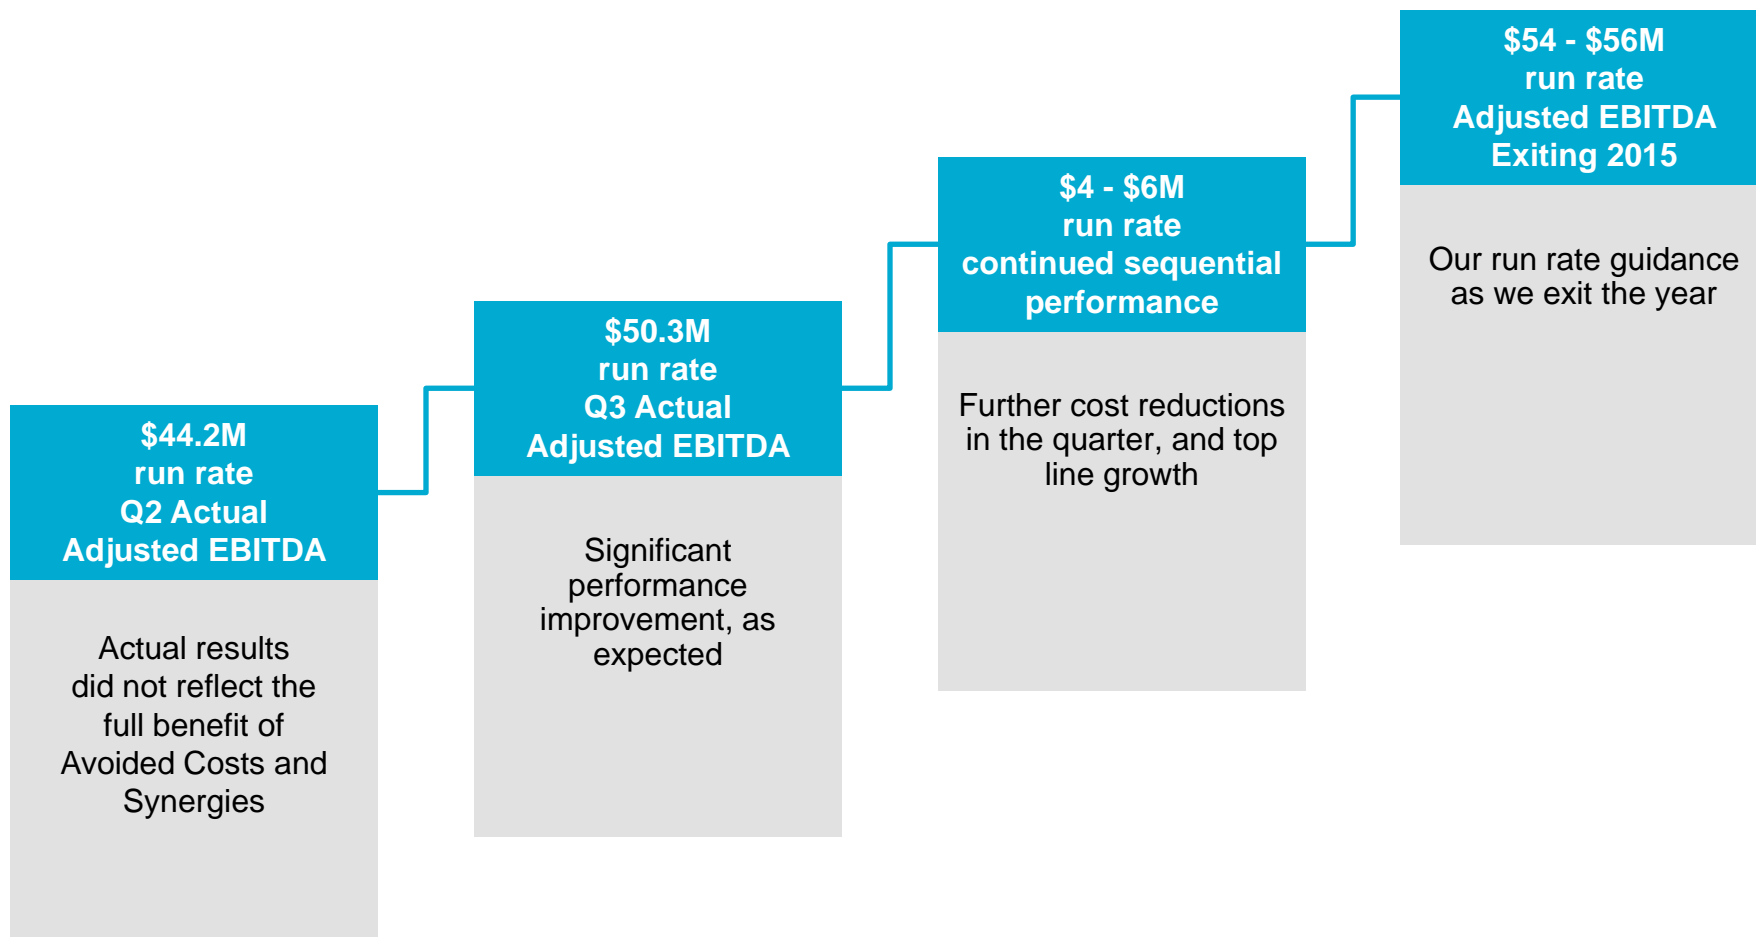 $44.2M
run rate
Q2 Actual
Adjusted EBITDA
Actual results
did not reflect the
full benefit of
Avoided Costs and
Synergies
$50.3M
run rate
Q3 Actual
Adjusted EBITDA
Significant
performance
improvement, as
expected
$4 - $6M
run rate
continued sequential
performance
Further cost reductions
in the quarter, and top
line growth
$54 - $56M
run rate
Adjusted EBITDA
Exiting 2015
Our run rate guidance
as we exit the year